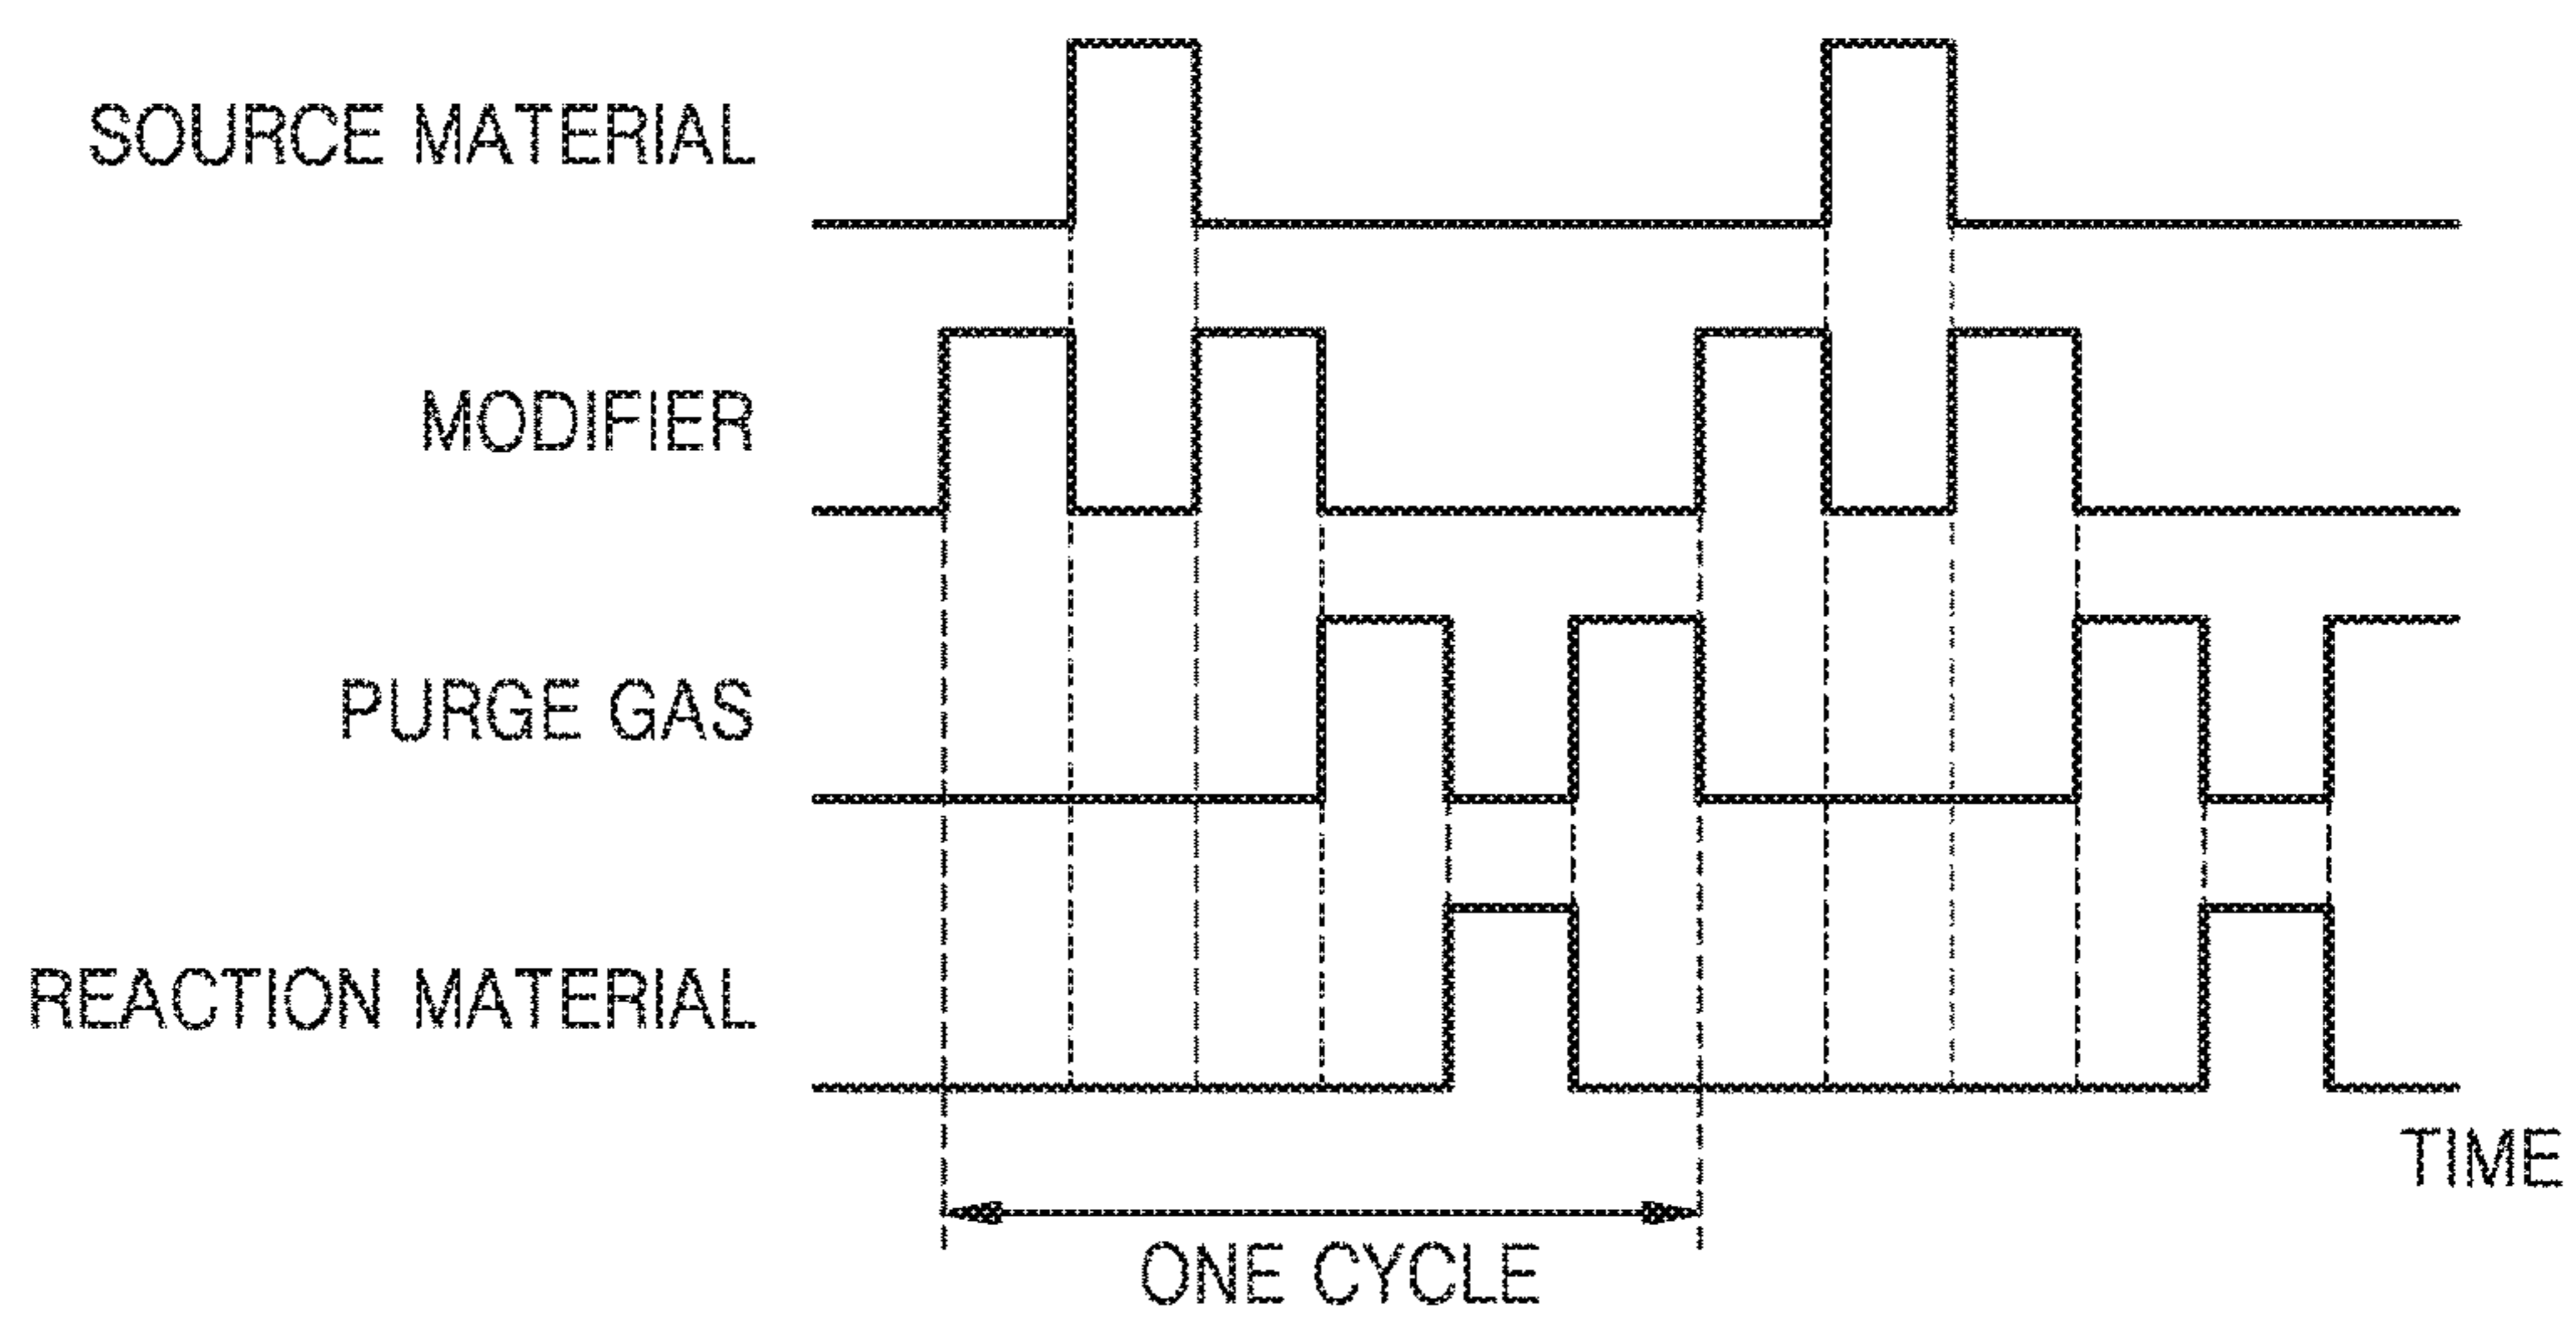 SOURCE MATERIAL
MODIFIER
PURGE GAS
REACTION MATERIAL
TIME
ONE CYCLE